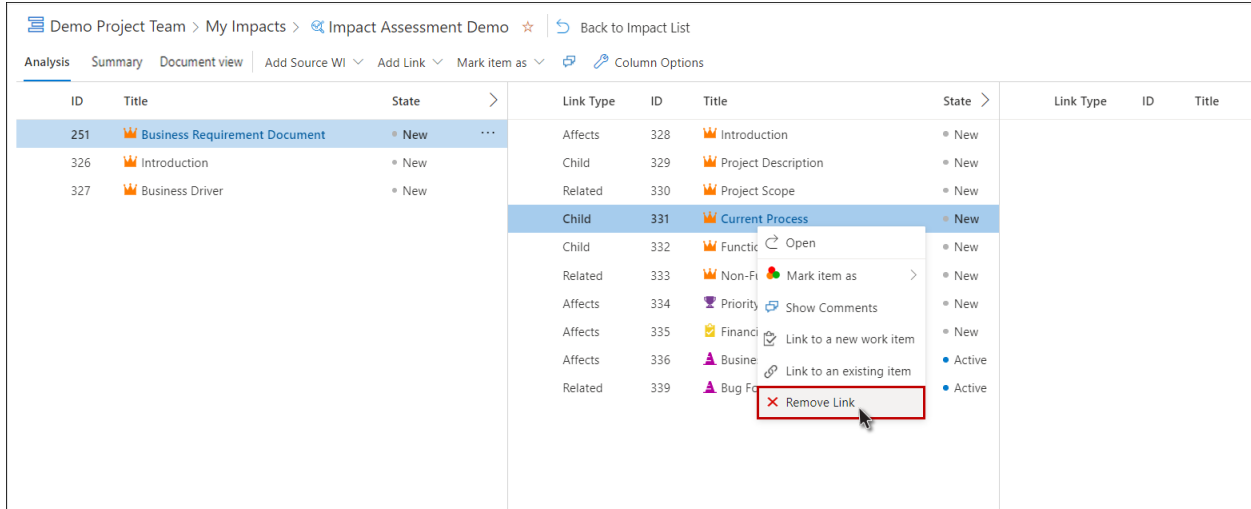 Demo Project Team > My Impacts > Impact Assessment Demo Back to Impact List
Analysis Summary Document view Add Source WI Add Link Mark item as Column Options
ID Title State Link Type ID Title State Link Type ID Title
251 Business Requirement Document New ... Affects 328 Introduction New
326 Introduction New Child 329 Project Description New
327 Business Driver New Related 330 Project Scope New
Child 331 Current Process New
Child 332 Functio Open New
Related 333 Non-Fu Mark item as New
Affects 334 Priority Show Comments New
Affects 335 Financi Link to a new work item New
Affects 336 Busine Link to an existing item Active
Related 339 Bug Fo Remove Link Active